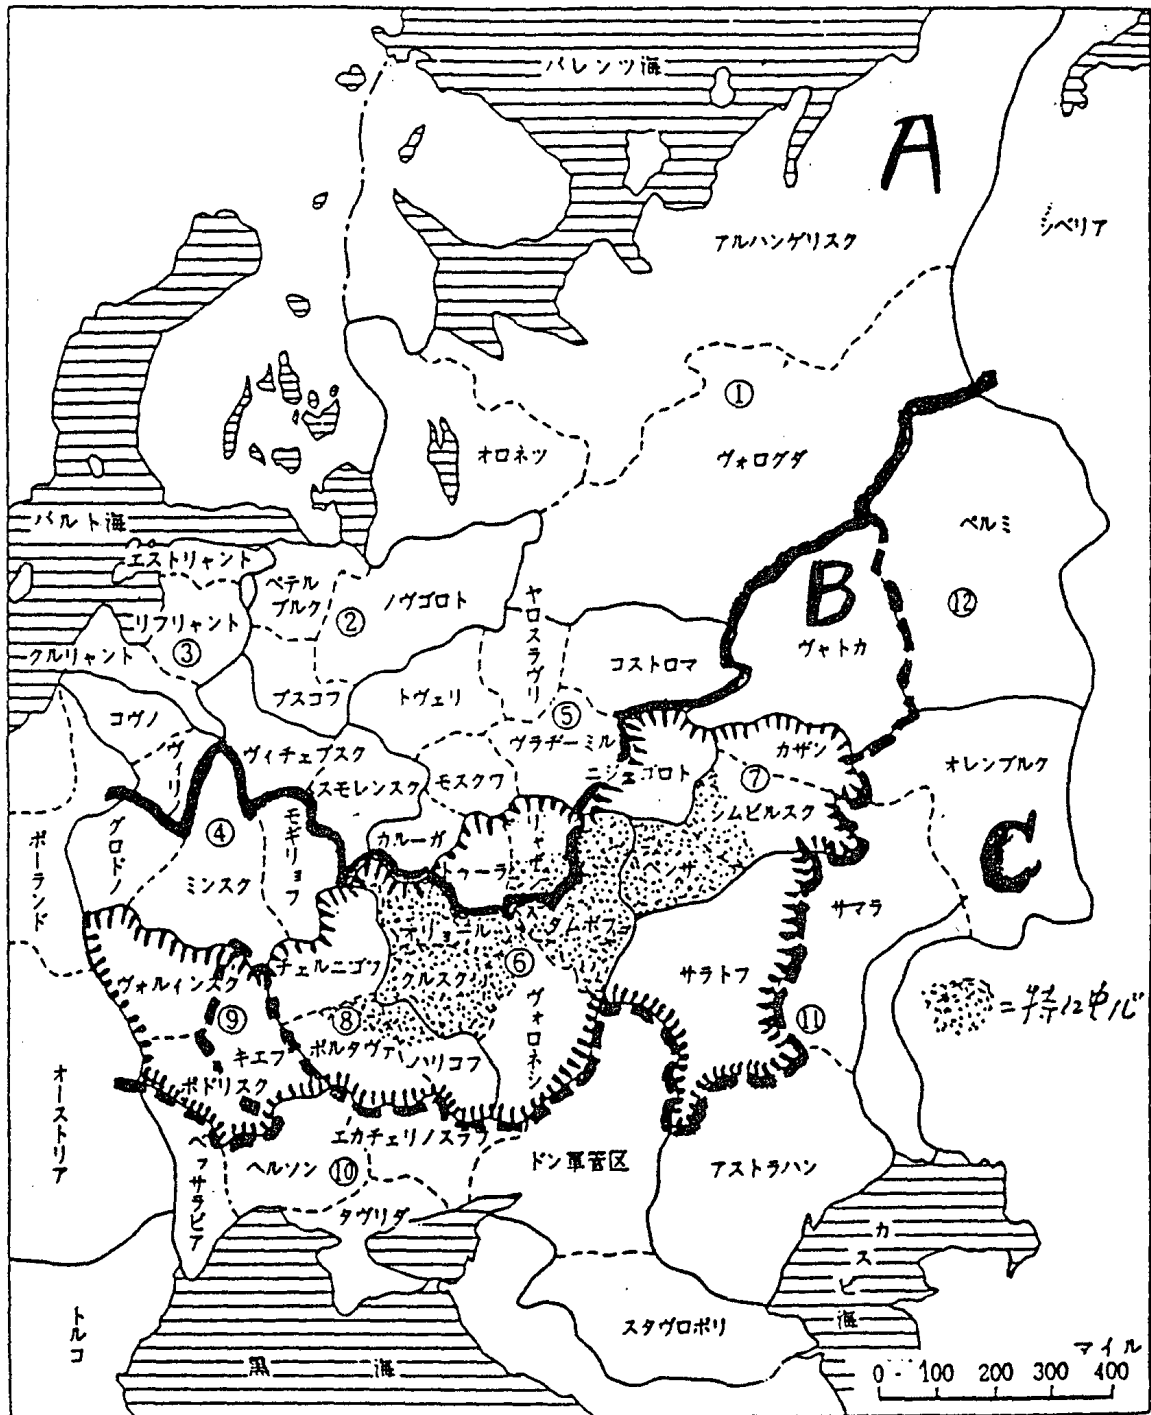 バレンツ海
A
シベリア
アルハンゲリスク
①
オロネツ
ヴォログダ
バルト海
ペルミ
エストリャント
ペテル
ブルク
②
ノヴゴロト
ヤロスラヴリ
B
⑫
リフリャント
③
ヴャトカ
クルリャント
コストロマ
プスコフ
トヴェリ
⑤
コヴノ
ヴィリ
ヴィテプスク
ヴラヂーミル
カザン
スモレンスク
モスクワ
ニジェゴロト
⑦
オレンブルク
シムビルスク
グロドノ
④
モギリョフ
カルーガ
リャザン
C
ポーランド
ミンスク
トゥーラ
ペンザ
サマラ
オリョール
タムボフ
チェルニゴフ
クルスク
⑥
サラトフ
ヴォルィンスク
ヴォロネシ
=特に中心
⑨
⑧
⑪
キエフ
ポルタヴァ
ハリコフ
ポドリスク
オーストリア
ベッサラビア
エカチェリノスラフ
ヘルソン
⑩
ドン軍管区
アストラハン
タヴリダ
カスピ海
トルコ
スタヴロポリ
黒海
マイル
0 100 200 300 400